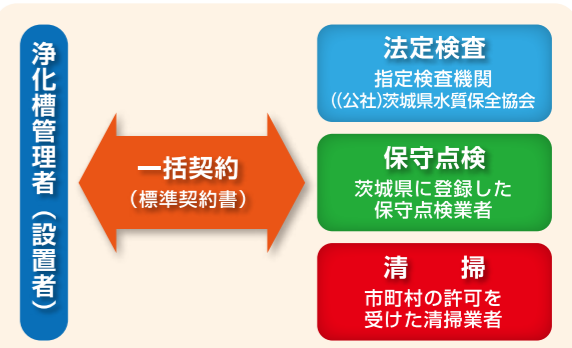 浄化槽管理者（設置者）
一括契約
（標準契約書）
法定検査
指定検査機関
((公社)茨城県水質保全協会
保守点検
茨城県に登録した
保守点検業者
清　　掃
市町村の許可を
受けた清掃業者